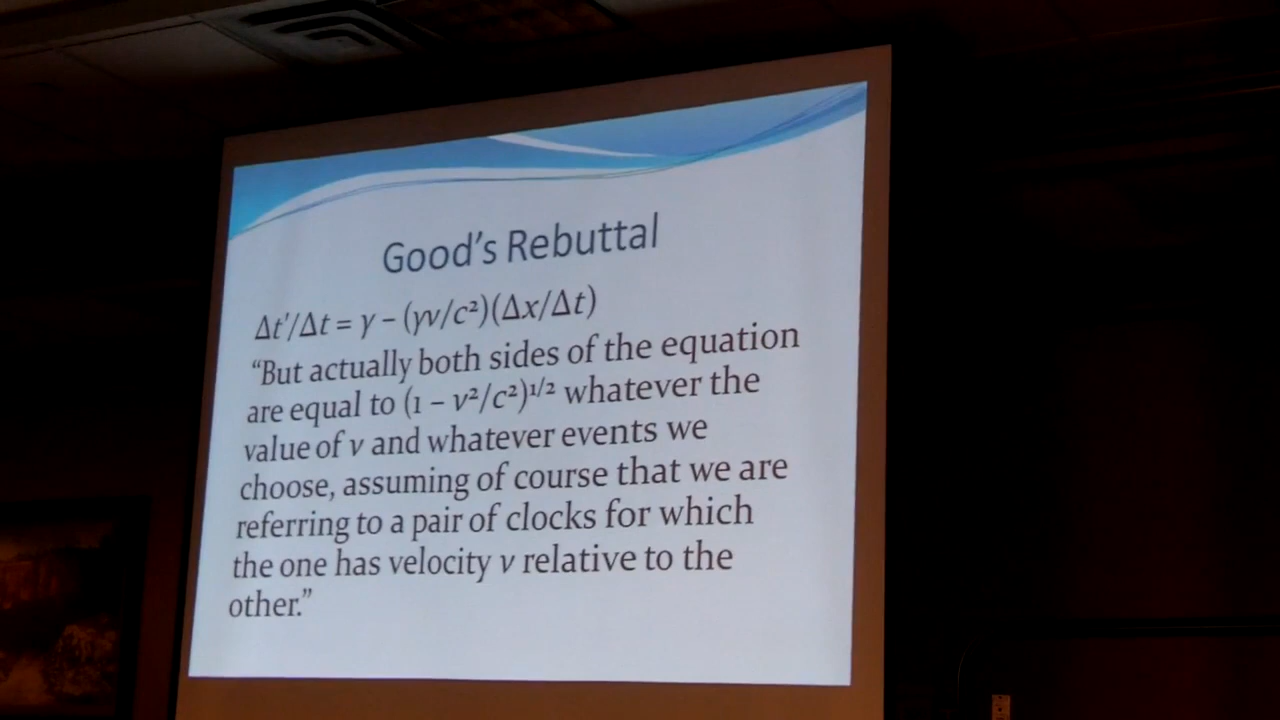 Good’s Rebuttal
Δt'/Δt = γ – (γv/c²)(Δx/Δt)
“But actually both sides of the equation
are equal to (1 – v²/c²)¹/² whatever the
value of v and whatever events we
choose, assuming of course that we are
referring to a pair of clocks for which
the one has velocity v relative to the
other.”